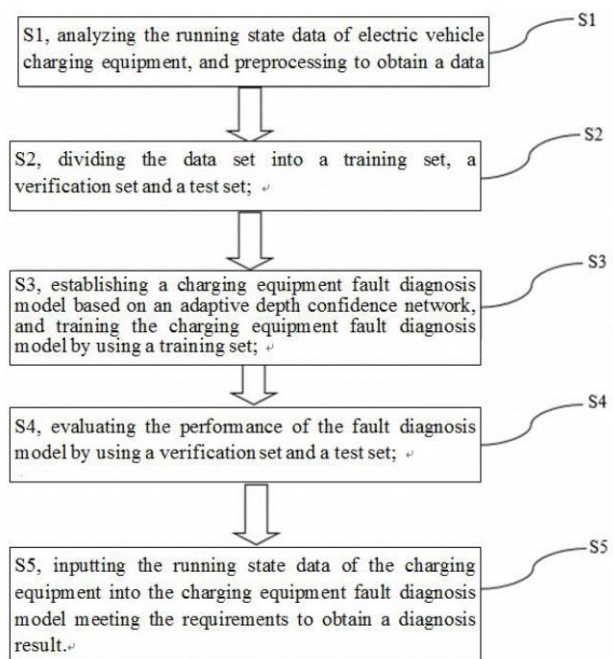 S1, analyzing the running state data of electric vehicle
charging equipment, and preprocessing to obtain a data
S1
S2, dividing the data set into a training set, a
verification set and a test set;
S2
S3, establishing a charging equipment fault diagnosis
model based on an adaptive depth confidence network,
and training the charging equipment fault diagnosis
model by using a training set;
S3
S4, evaluating the performance of the fault diagnosis
model by using a verification set and a test set;
S4
S5, inputting the running state data of the charging
equipment into the charging equipment fault diagnosis
model meeting the requirements to obtain a diagnosis
result.
S5